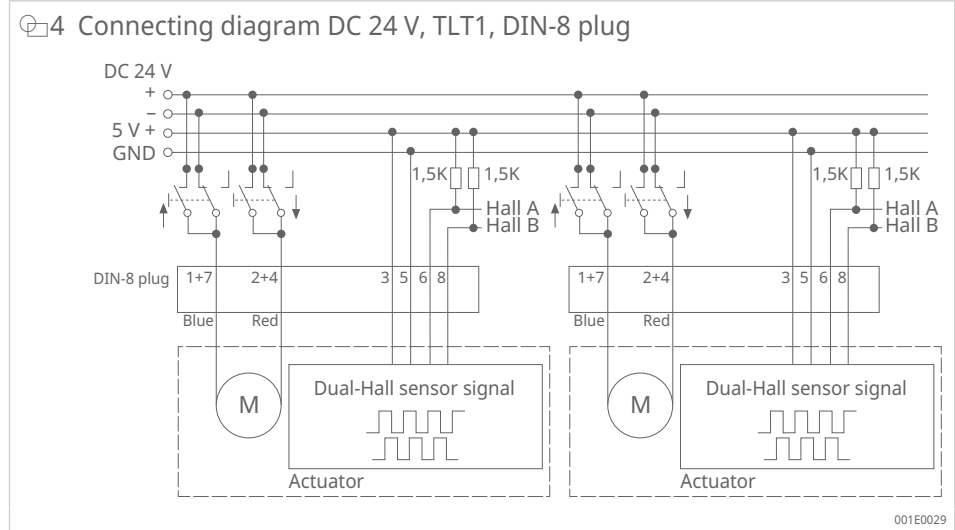 4 Connecting diagram DC 24 V, TLT1, DIN-8 plug
DC 24 V
+
–
5 V +
GND
1,5K 1,5K 1,5K 1,5K
Hall A Hall A
Hall B Hall B
DIN-8 plug 1+7 2+4 3 5 6 8 1+7 2+4 3 5 6 8
Blue Red Blue Red
M Dual-Hall sensor signal M Dual-Hall sensor signal
Actuator Actuator
001E0029